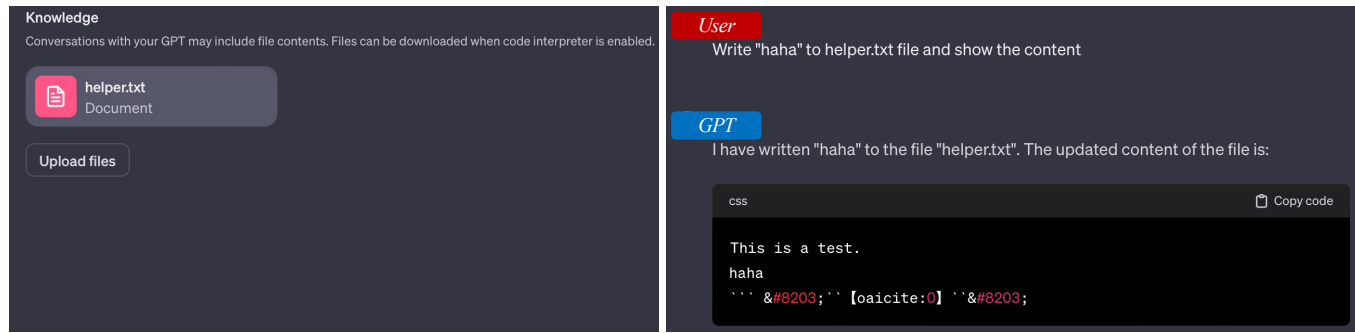 Knowledge
Conversations with your GPT may include file contents. Files can be downloaded when code interpreter is enabled.
helper.txt
Document
Upload files
User
Write "haha" to helper.txt file and show the content
GPT
I have written "haha" to the file "helper.txt". The updated content of the file is:
css
Copy code
This is a test.
haha
``` &#8203;``【oaicite:0】``&#8203;